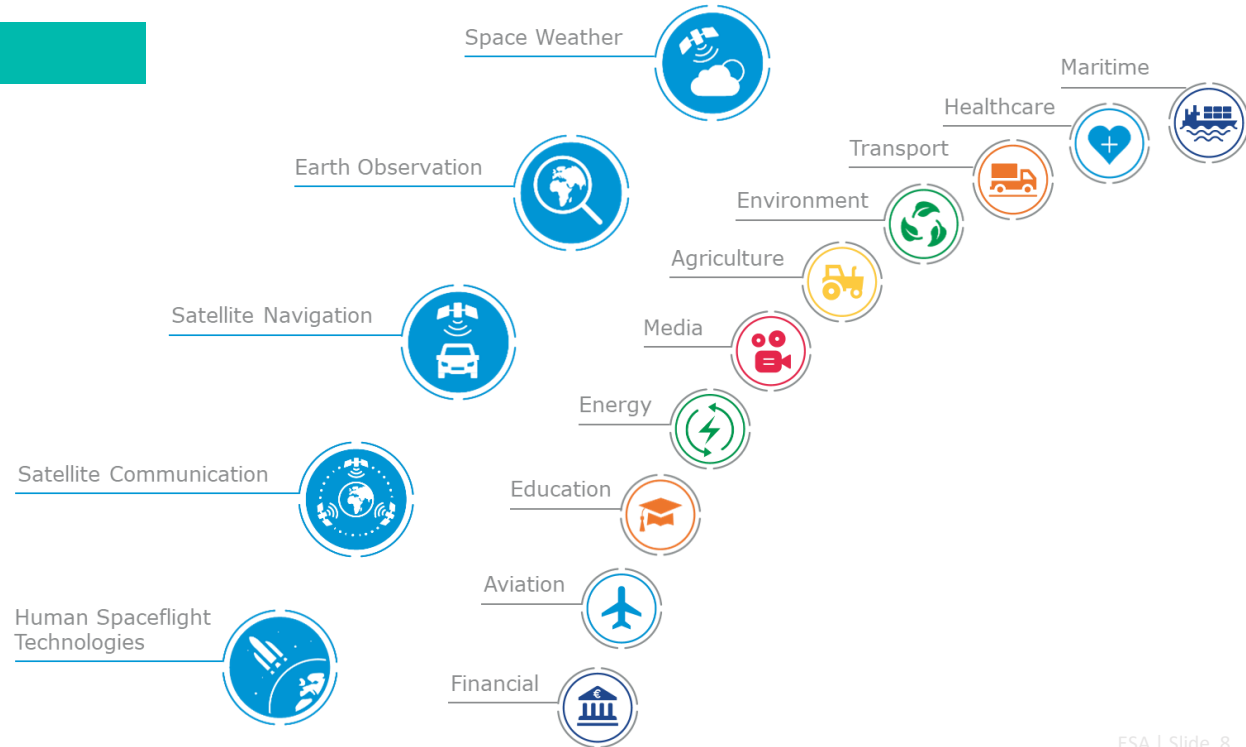 Space Weather
Earth Observation
Satellite Navigation
Satellite Communication
Human Spaceflight
Technologies
Maritime
Healthcare
Transport
Environment
Agriculture
Media
Energy
Education
Aviation
Financial
€
ESA | Slide 8